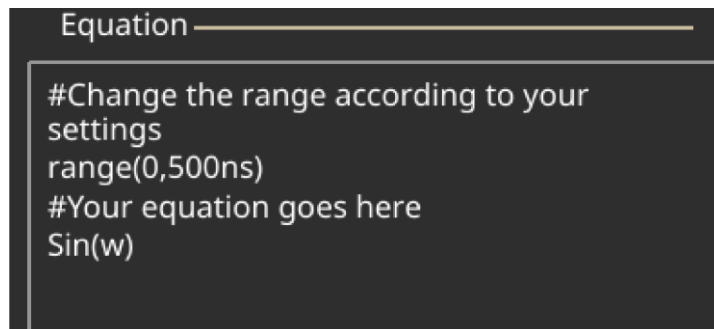 Equation
#Change the range according to your
settings
range(0,500ns)
#Your equation goes here
Sin(w)